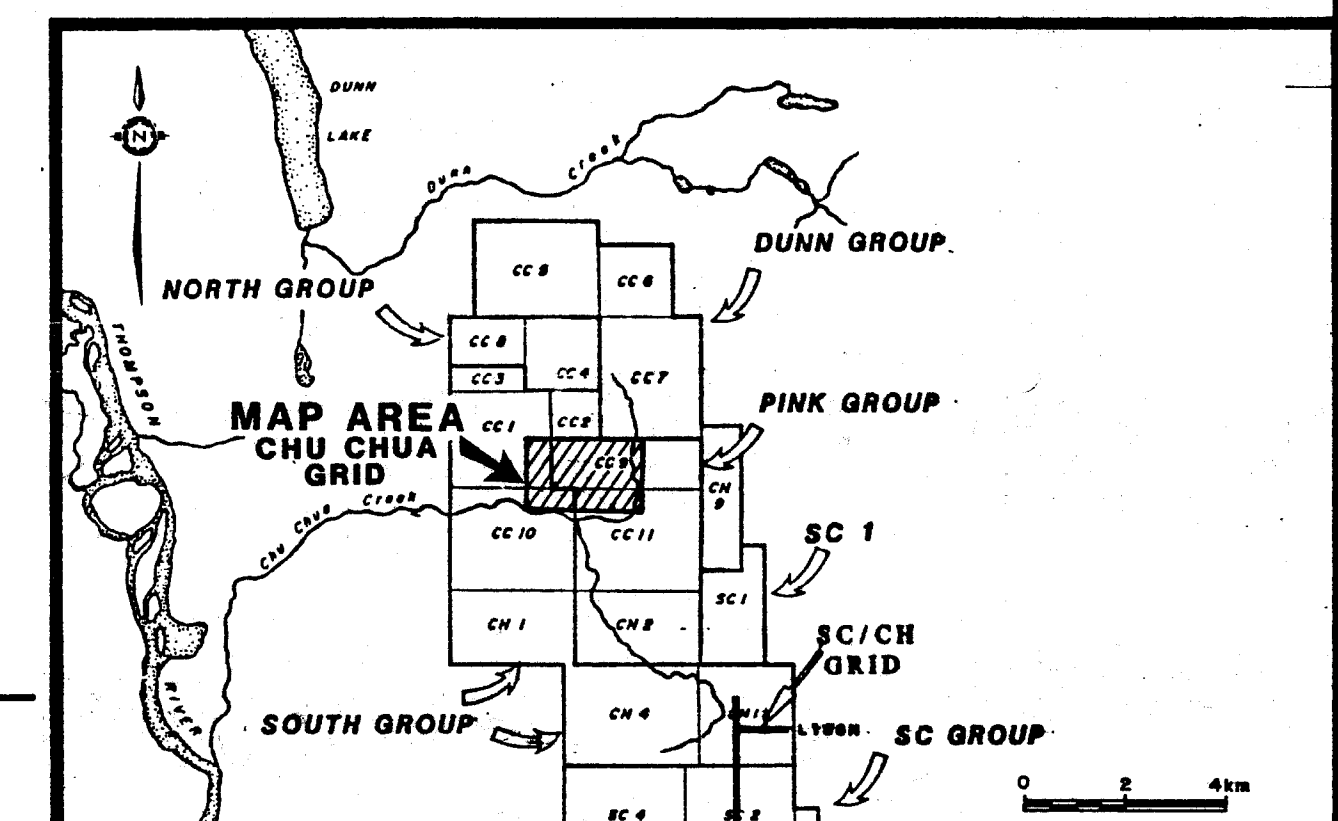 DUNN
LAKE
N
Dunn Creek
DUNN GROUP
NORTH GROUP
CC 5
CC 6
THOMPSON
CC 8
CC 3
CC 4
CC 7
MAP AREA
CHU CHUA
GRID
CC 1
CC 2
PINK GROUP
CC 9
CH
9
Chu Chua Creek
CC 10
CC 11
SC 1
SC 1
CH 1
CH 2
SC/CH
GRID
RIVER
SOUTH GROUP
CH 4
SC GROUP
0 2 4km
SC 4
SC 2